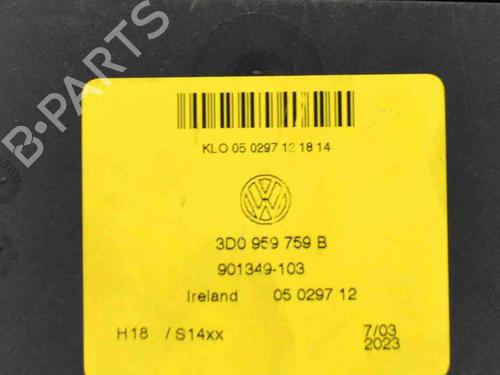 KLO 05 0297 12 18 14
3D0 959 759 B
901349-103
Ireland 05 0297 12
H18 / S14xx 7/03
2023
B-PARTS